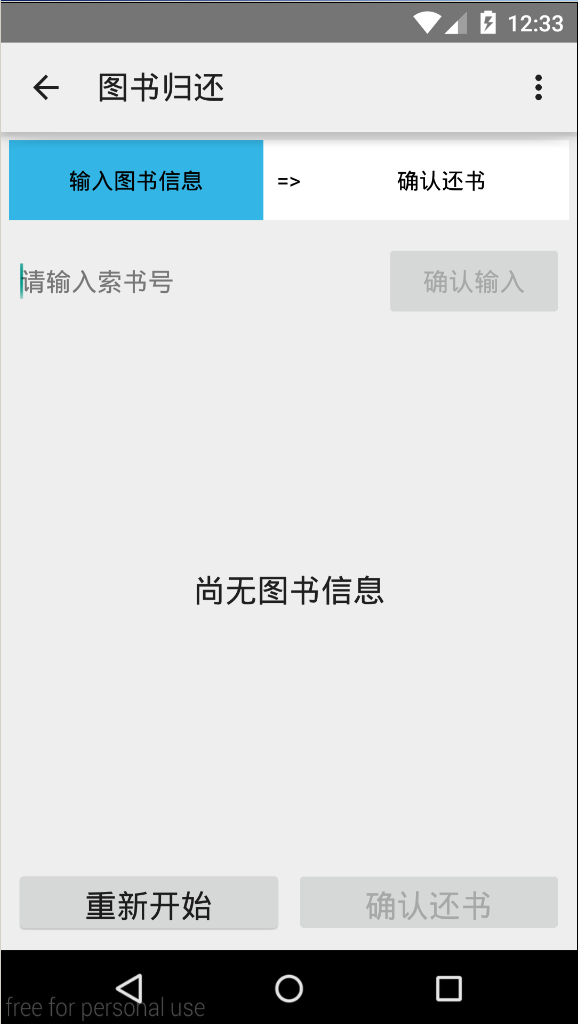 12:33
图书归还
输入图书信息 => 确认还书
请输入索书号 确认输入
尚无图书信息
重新开始 确认还书
free for personal use